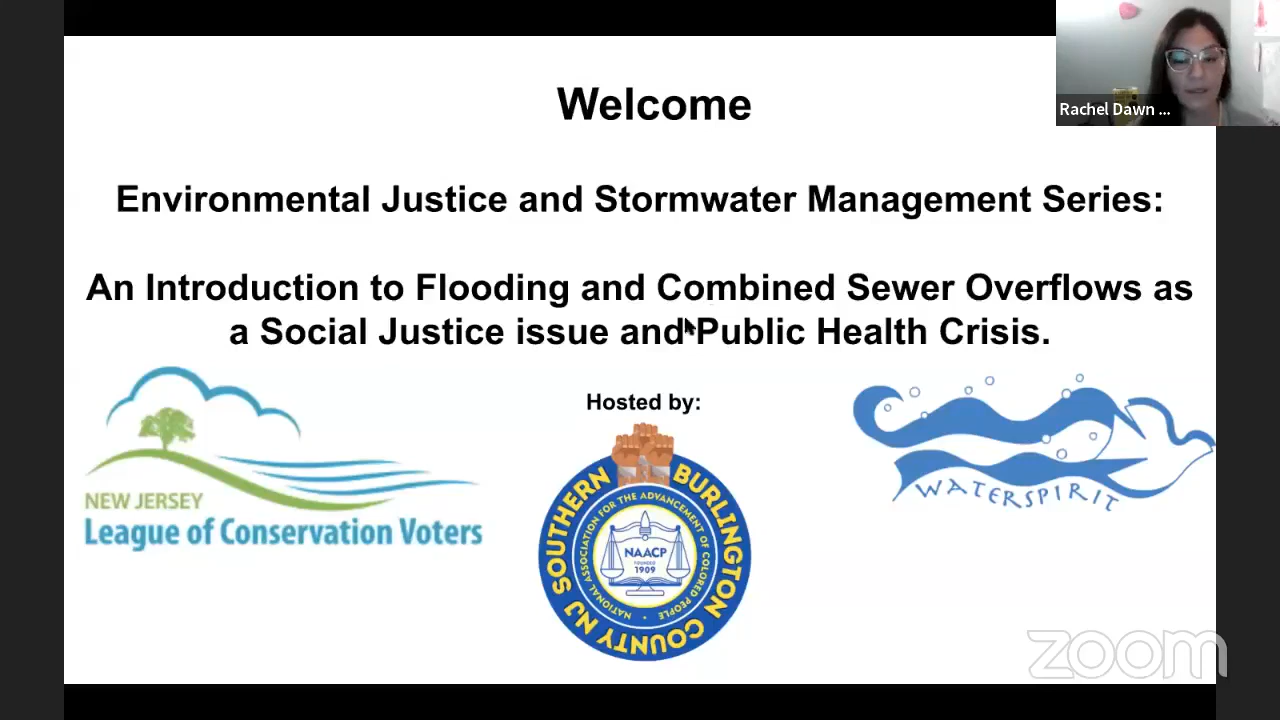 Welcome
Rachel Dawn ...
Environmental Justice and Stormwater Management Series:
An Introduction to Flooding and Combined Sewer Overflows as
a Social Justice issue and Public Health Crisis.
Hosted by:
NEW JERSEY
League of Conservation Voters
SOUTHERN BURLINGTON COUNTY NJ
NATIONAL ASSOCIATION FOR THE ADVANCEMENT OF COLORED PEOPLE
NAACP
FOUNDED
1909
WATERSPIRIT
zoom